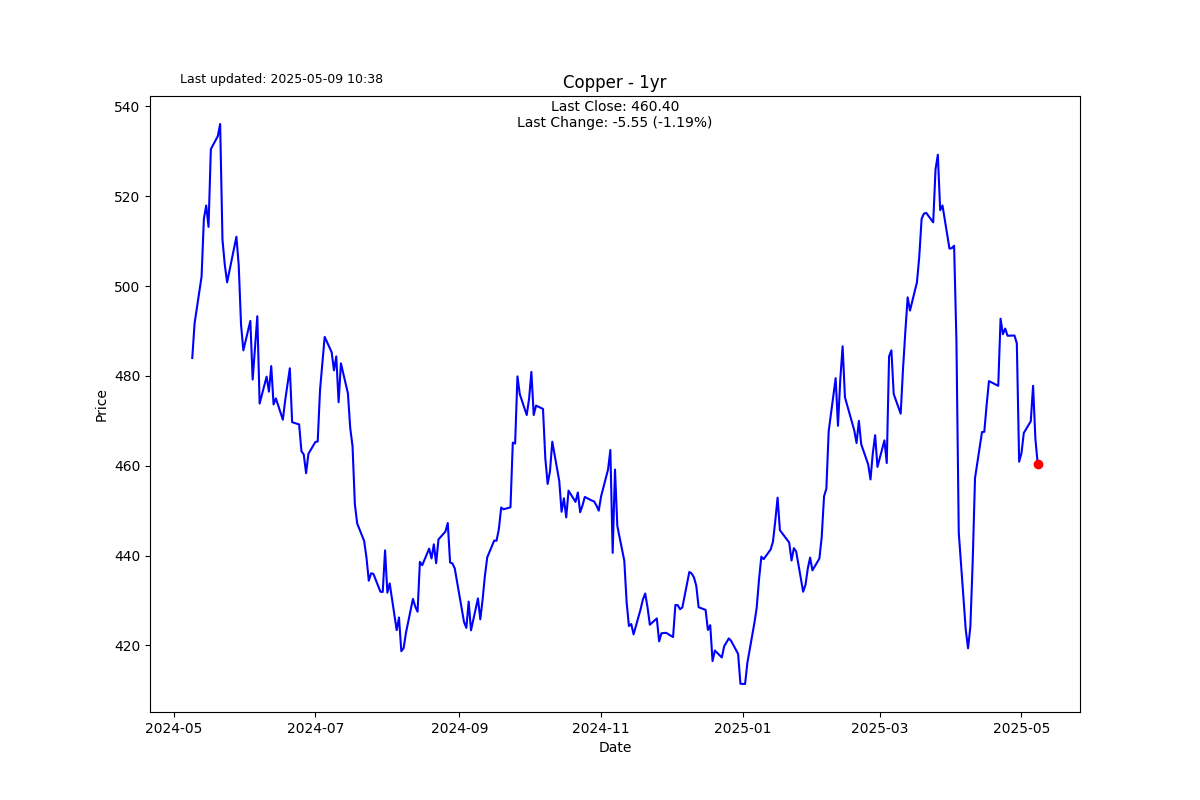 Last updated: 2025-05-09 10:38
Copper - 1yr
Last Close: 460.40
Last Change: -5.55 (-1.19%)
Price
540
520
500
480
460
440
420
2024-05
2024-07
2024-09
2024-11
2025-01
2025-03
2025-05
Date